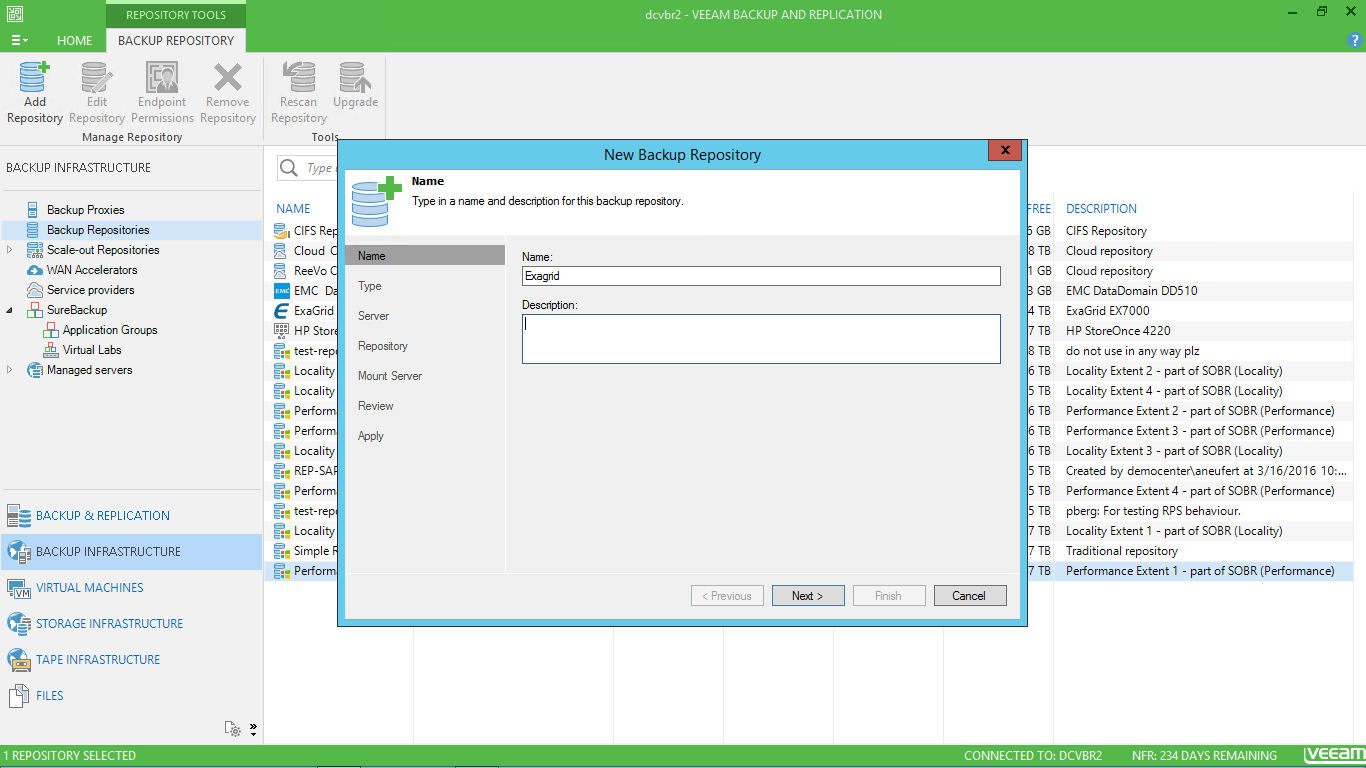 REPOSITORY TOOLS
dcvbr2 - VEEAM BACKUP AND REPLICATION
HOME
BACKUP REPOSITORY
Add Repository
Edit Repository
Endpoint Permissions
Remove Repository
Rescan Repository
Upgrade
Manage Repository
Tools
BACKUP INFRASTRUCTURE
Backup Proxies
Backup Repositories
Scale-out Repositories
WAN Accelerators
Service providers
SureBackup
Application Groups
Virtual Labs
Managed servers
BACKUP & REPLICATION
BACKUP INFRASTRUCTURE
VIRTUAL MACHINES
STORAGE INFRASTRUCTURE
TAPE INFRASTRUCTURE
FILES
Type
NAME
FREE
DESCRIPTION
CIFS Rep
GB
CIFS Repository
Cloud C
8 TB
Cloud repository
ReeVo C
1 GB
Cloud repository
EMC Da
3 GB
EMC DataDomain DD510
ExaGrid
4 TB
ExaGrid EX7000
HP Store
7 TB
HP StoreOnce 4220
test-repo
8 TB
do not use in any way plz
Locality
6 TB
Locality Extent 2 - part of SOBR (Locality)
Locality
5 TB
Locality Extent 4 - part of SOBR (Locality)
Perform
6 TB
Performance Extent 2 - part of SOBR (Performance)
Perform
6 TB
Performance Extent 3 - part of SOBR (Performance)
Locality
6 TB
Locality Extent 3 - part of SOBR (Locality)
REP-SAP
5 TB
Created by democenter\aneufert at 3/16/2016 10:...
Perform
5 TB
Performance Extent 4 - part of SOBR (Performance)
test-repo
5 TB
pberg: For testing RPS behaviour.
Locality
7 TB
Locality Extent 1 - part of SOBR (Locality)
Simple R
7 TB
Traditional repository
Perform
7 TB
Performance Extent 1 - part of SOBR (Performance)
New Backup Repository
Name
Type in a name and description for this backup repository.
Name
Type
Server
Repository
Mount Server
Review
Apply
Name:
Exagrid
Description:
< Previous
Next >
Finish
Cancel
1 REPOSITORY SELECTED
CONNECTED TO: DCVBR2
NFR: 234 DAYS REMAINING
veeam